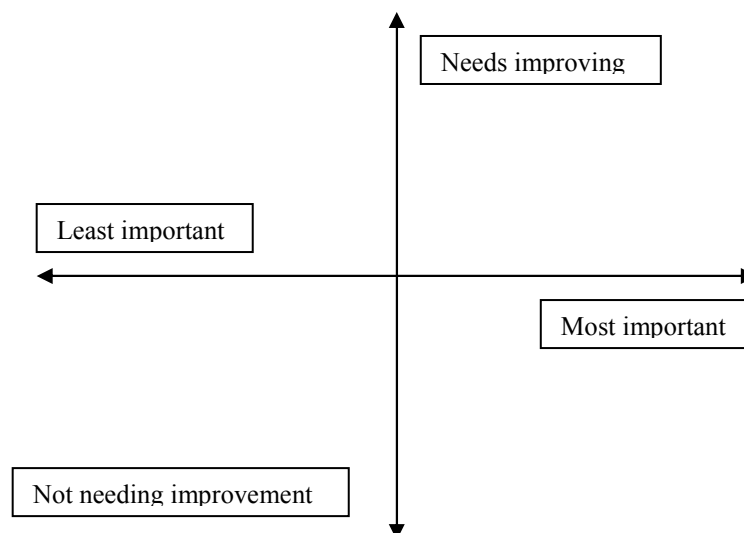 Needs improving
Least important
Most important
Not needing improvement